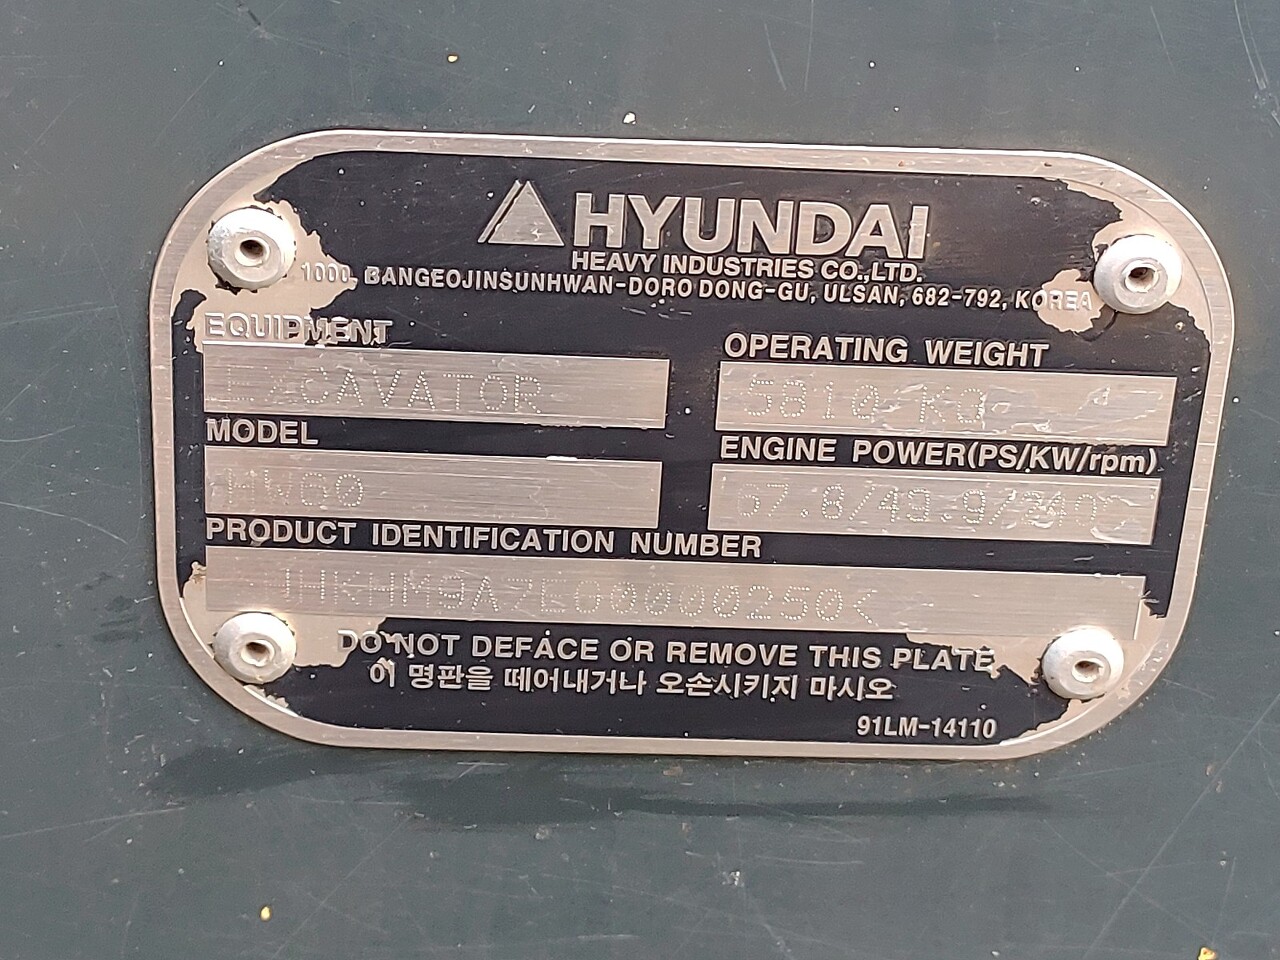 HYUNDAI
HEAVY INDUSTRIES CO.,LTD.
1000, BANGEOJINSUNHWAN-DORO DONG-GU, ULSAN, 682-792, KOREA
EQUIPMENT
EXCAVATOR
OPERATING WEIGHT
5810 KG
MODEL
HW60
ENGINE POWER(PS/KW/rpm)
67.8/49.9/2400
PRODUCT IDENTIFICATION NUMBER
DO NOT DEFACE OR REMOVE THIS PLATE
이 명판을 떼어내거나 오손시키지 마시오
91LM-14110